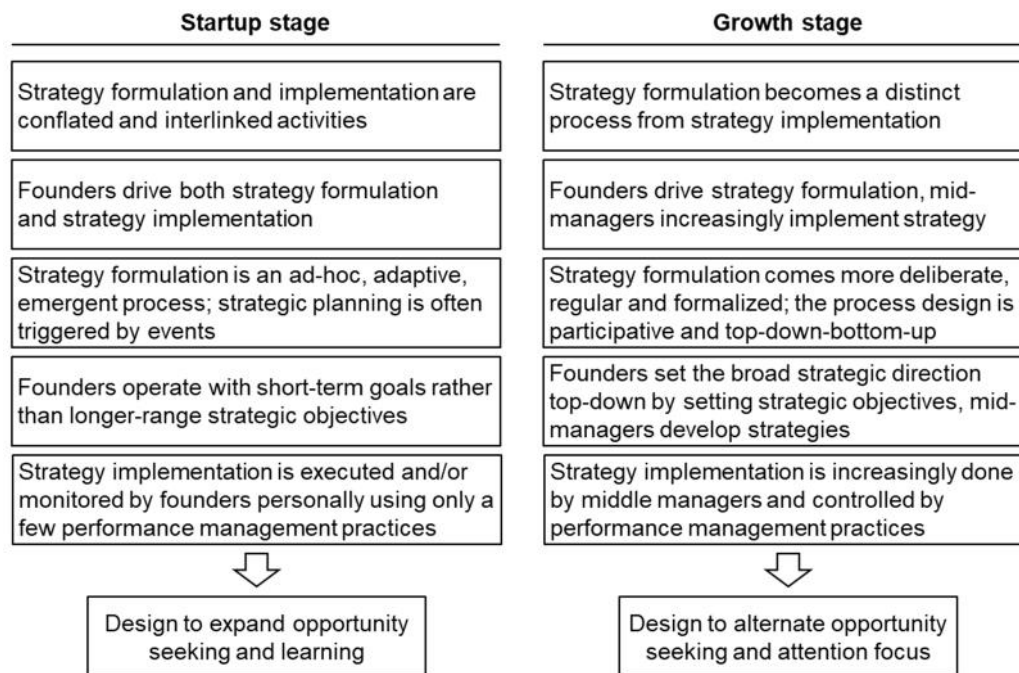 Startup stage
Strategy formulation and implementation are
conflated and interlinked activities
Founders drive both strategy formulation
and strategy implementation
Strategy formulation is an ad-hoc, adaptive,
emergent process; strategic planning is often
triggered by events
Founders operate with short-term goals rather
than longer-range strategic objectives
Strategy implementation is executed and/or
monitored by founders personally using only a
few performance management practices
Design to expand opportunity
seeking and learning
Growth stage
Strategy formulation becomes a distinct
process from strategy implementation
Founders drive strategy formulation, mid-
managers increasingly implement strategy
Strategy formulation comes more deliberate,
regular and formalized; the process design is
participative and top-down-bottom-up
Founders set the broad strategic direction
top-down by setting strategic objectives, mid-
managers develop strategies
Strategy implementation is increasingly done
by middle managers and controlled by
performance management practices
Design to alternate opportunity
seeking and attention focus